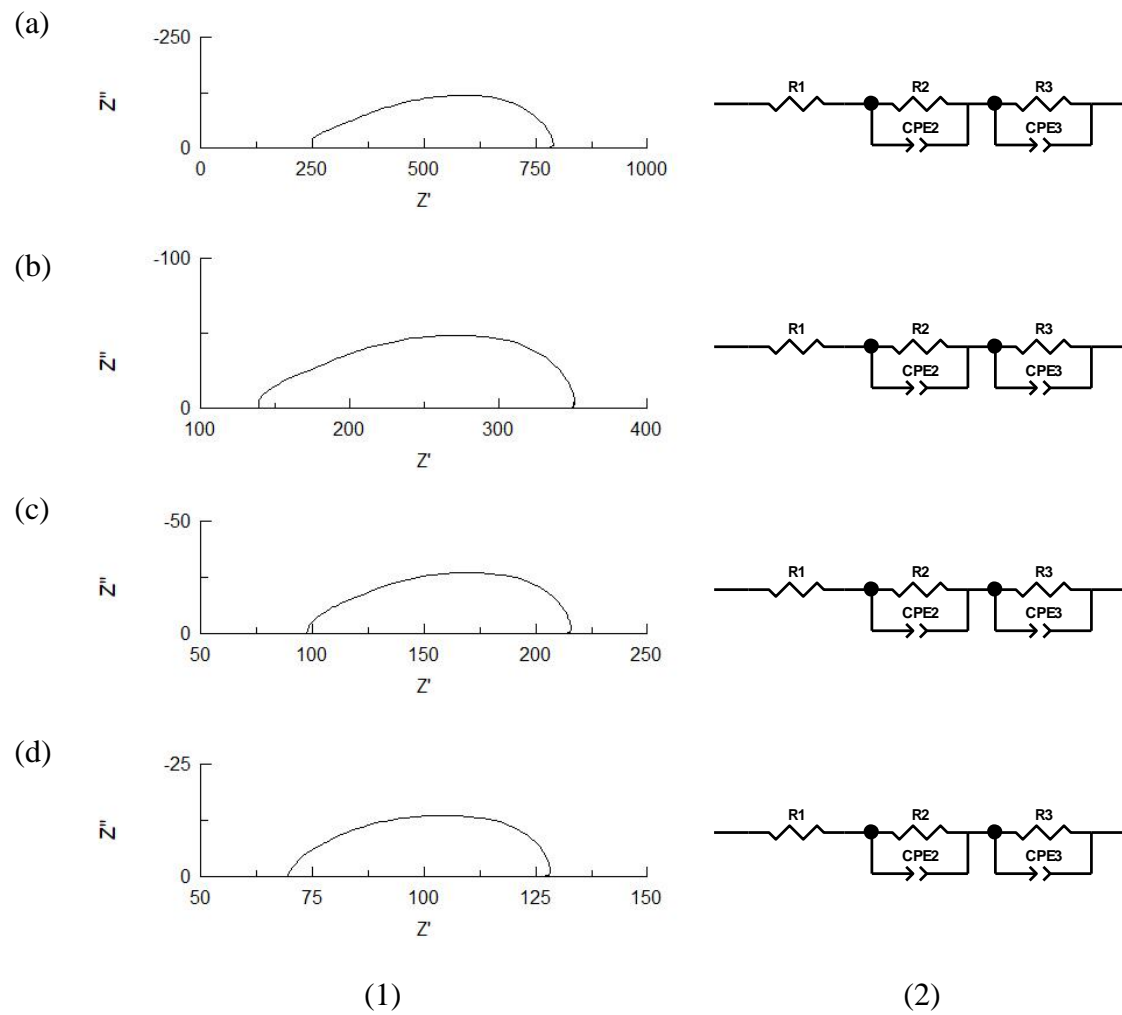 (a)
-250
Z"
0
0 250 500 750 1000
Z'
R1 R2 R3
CPE2 CPE3
(b)
-100
Z"
0
100 200 300 400
Z'
R1 R2 R3
CPE2 CPE3
(c)
-50
Z"
0
50 100 150 200 250
Z'
R1 R2 R3
CPE2 CPE3
(d)
-25
Z"
0
50 75 100 125 150
Z'
R1 R2 R3
CPE2 CPE3
(1) (2)